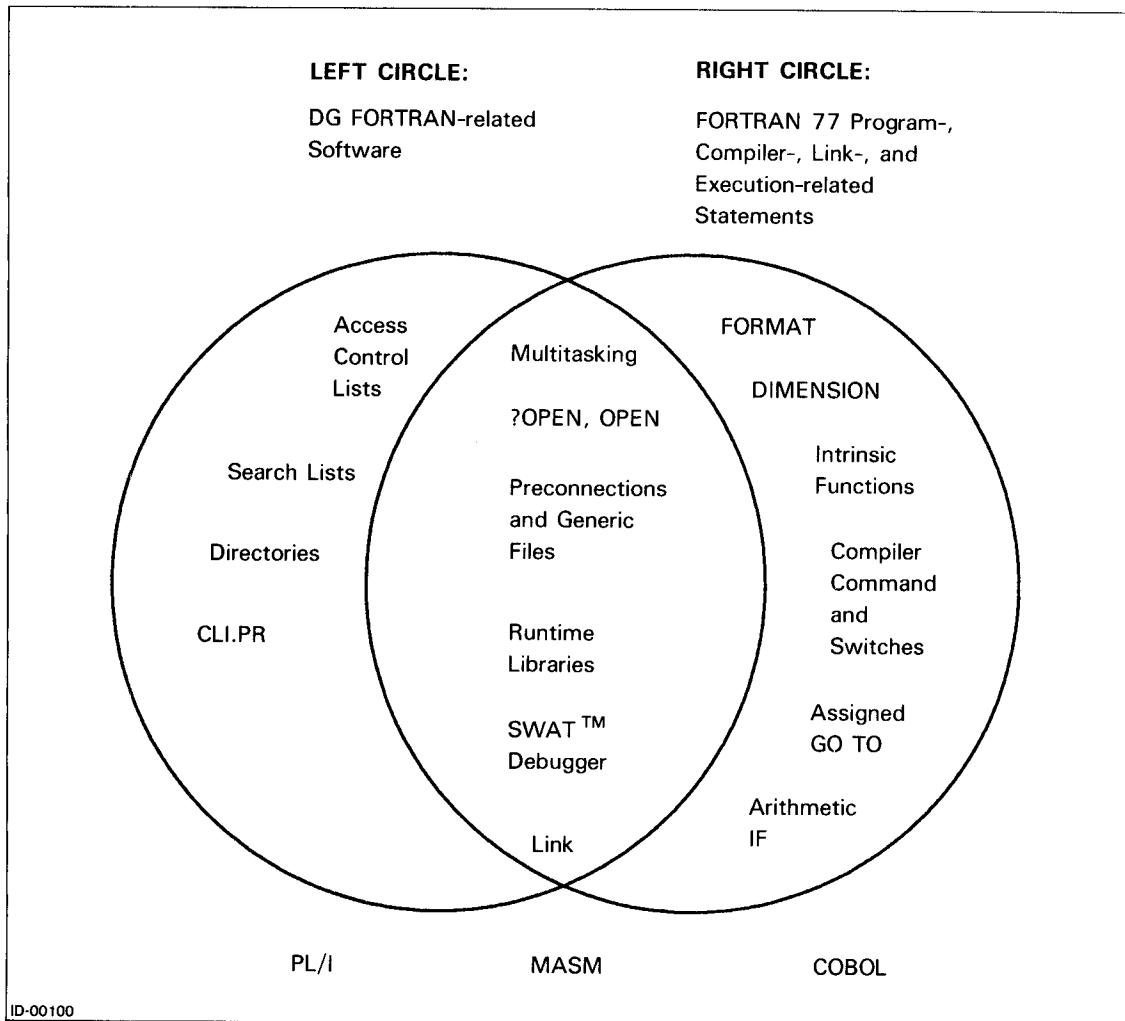 LEFT CIRCLE:
DG FORTRAN-related
Software
RIGHT CIRCLE:
FORTRAN 77 Program-,
Compiler-, Link-, and
Execution-related
Statements
Access
Control
Lists
Search Lists
Directories
CLI.PR
Multitasking
?OPEN, OPEN
Preconnections
and Generic
Files
Runtime
Libraries
SWAT™
Debugger
Link
FORMAT
DIMENSION
Intrinsic
Functions
Compiler
Command
and
Switches
Assigned
GO TO
Arithmetic
IF
PL/I
MASM
COBOL
ID-00100